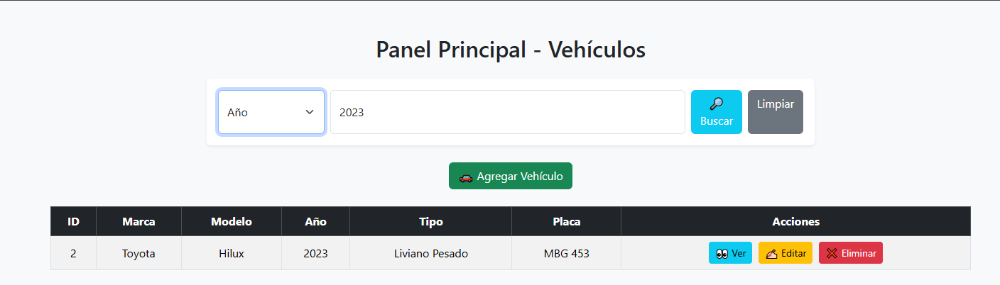 Panel Principal - Vehículos
Año 2023 Buscar Limpiar
Agregar Vehículo
ID Marca Modelo Año Tipo Placa Acciones
2 Toyota Hilux 2023 Liviano Pesado MBG 453 Ver Editar Eliminar